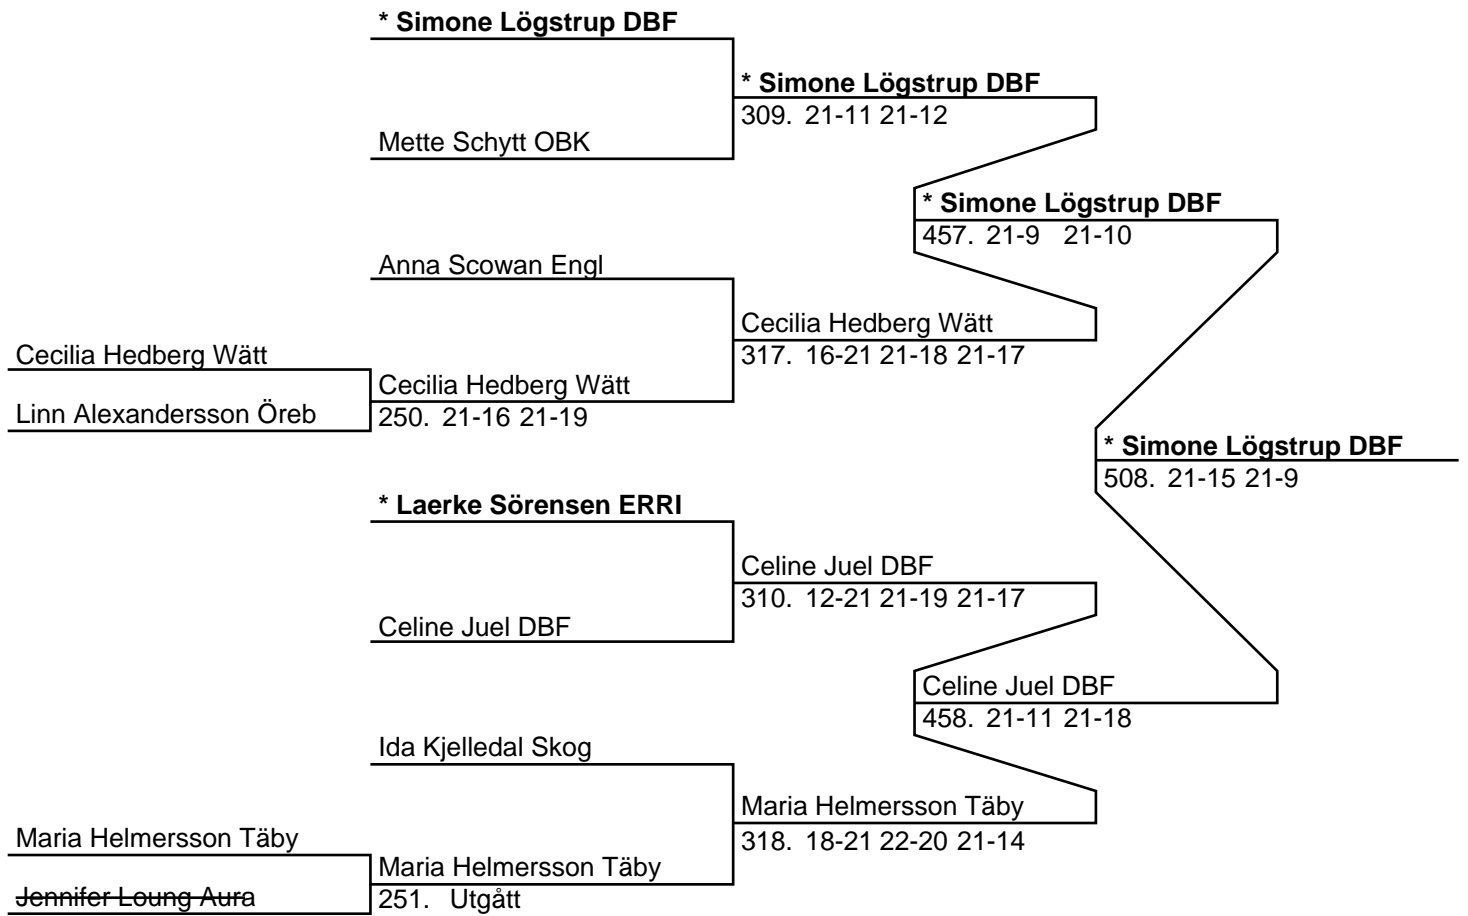 * Simone Lögstrup DBF
* Simone Lögstrup DBF
309. 21-11 21-12
Mette Schytt OBK
* Simone Lögstrup DBF
457. 21-9 21-10
Anna Scowan Engl
Cecilia Hedberg Wätt
317. 16-21 21-18 21-17
Cecilia Hedberg Wätt
Cecilia Hedberg Wätt
Linn Alexandersson Öreb
250. 21-16 21-19
* Simone Lögstrup DBF
508. 21-15 21-9
* Laerke Sörensen ERRI
Celine Juel DBF
310. 12-21 21-19 21-17
Celine Juel DBF
Celine Juel DBF
458. 21-11 21-18
Ida Kjelledal Skog
Maria Helmersson Täby
318. 18-21 22-20 21-14
Maria Helmersson Täby
Maria Helmersson Täby
Jennifer Loung Aura
251. Utgått